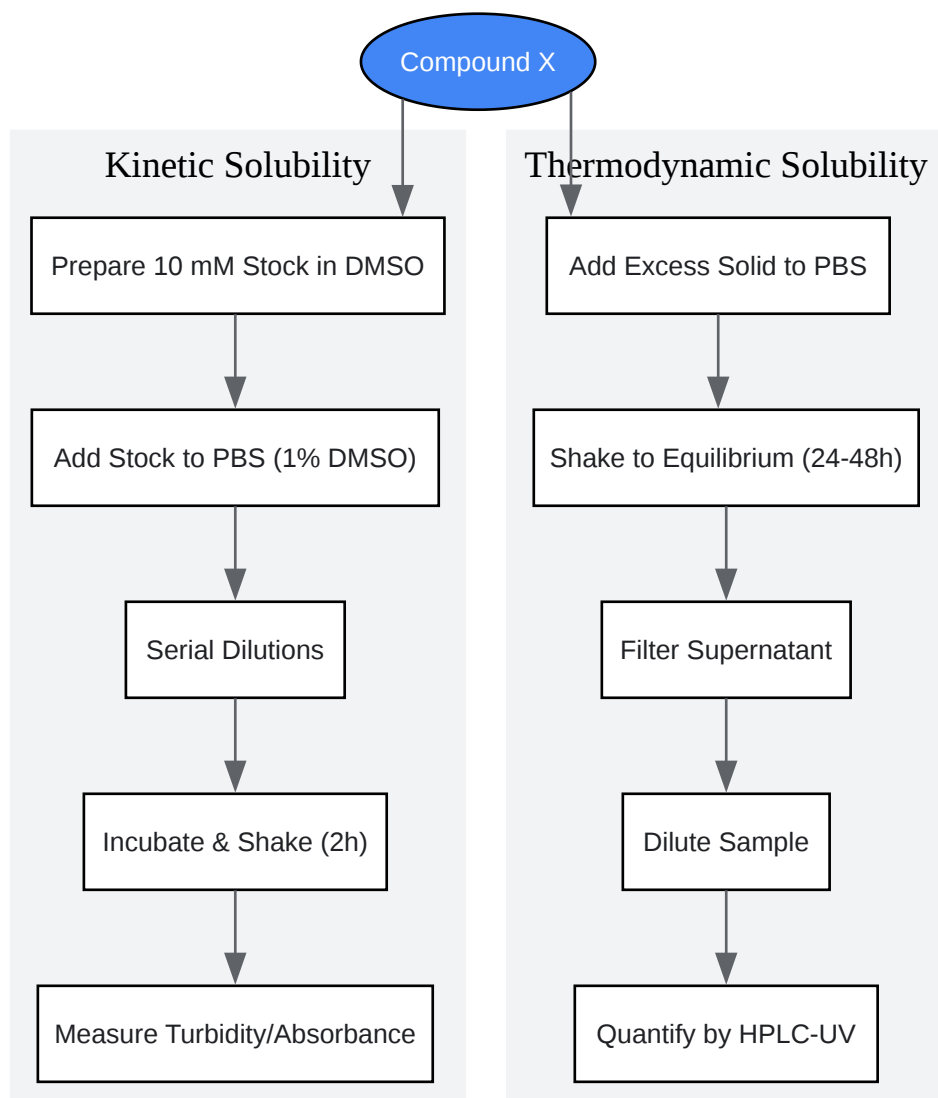 Compound X
Kinetic Solubility
Prepare 10 mM Stock in DMSO
Add Stock to PBS (1% DMSO)
Serial Dilutions
Incubate & Shake (2h)
Measure Turbidity/Absorbance
Thermodynamic Solubility
Add Excess Solid to PBS
Shake to Equilibrium (24-48h)
Filter Supernatant
Dilute Sample
Quantify by HPLC-UV